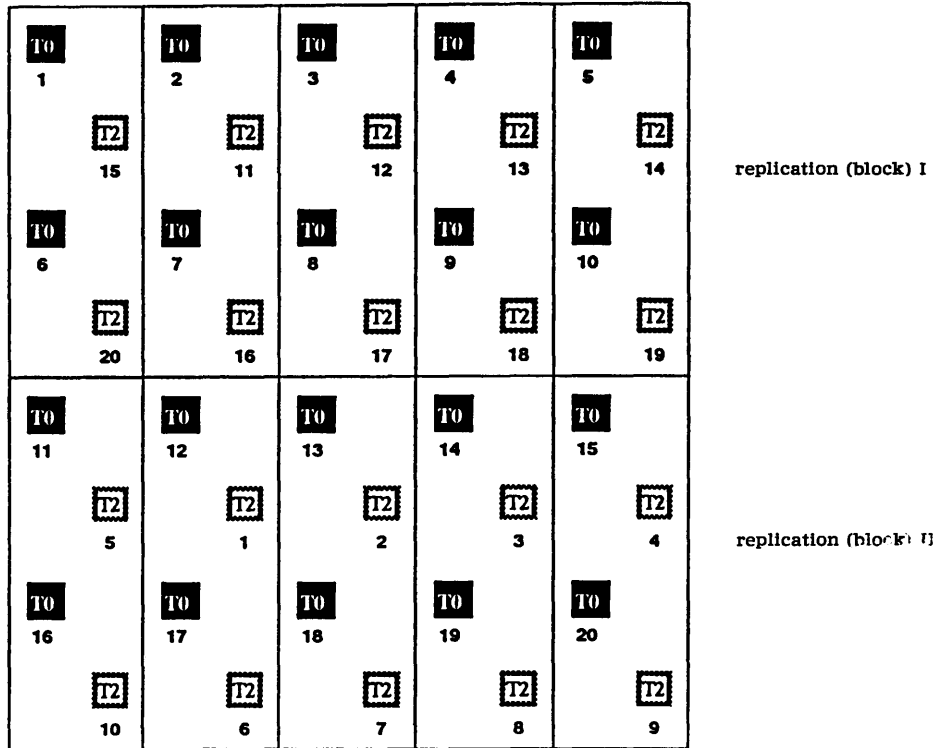 T0 T0 T0 T0 T0
1 2 3 4 5
T2 T2 T2 T2 T2
15 11 12 13 14 replication (block) I
T0 T0 T0 T0 T0
6 7 8 9 10
T2 T2 T2 T2 T2
20 16 17 18 19
T0 T0 T0 T0 T0
11 12 13 14 15
T2 T2 T2 T2 T2
5 1 2 3 4 replication (block) II
T0 T0 T0 T0 T0
16 17 18 19 20
T2 T2 T2 T2 T2
10 6 7 8 9